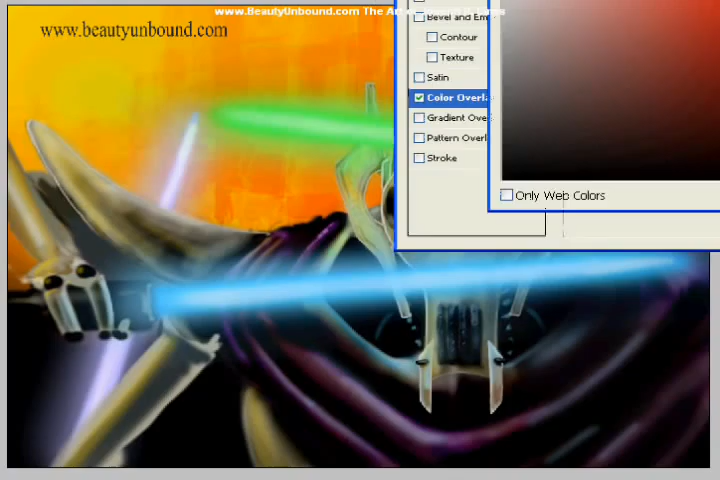 www.BeautyUnbound.com The Art
www.beautyunbound.com
Bevel and Em
Contour
Texture
Satin
Color Overla
Gradient Ove
Pattern Overl
Stroke
Only Web Colors